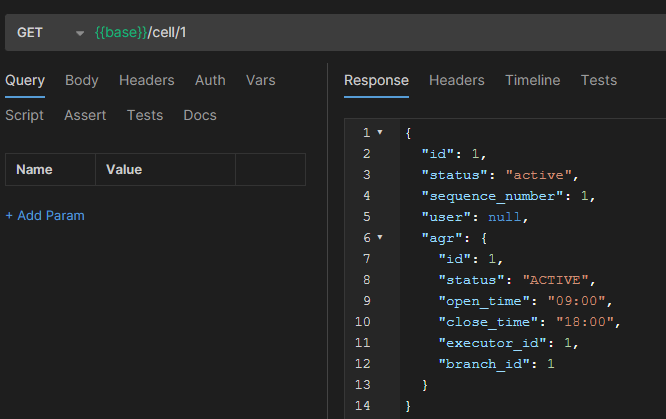 GET {{base}}/cell/1
Query Body Headers Auth Vars
Script Assert Tests Docs
Name Value
+ Add Param
Response Headers Timeline Tests
1 {
2 "id": 1,
3 "status": "active",
4 "sequence_number": 1,
5 "user": null,
6 "agr": {
7 "id": 1,
8 "status": "ACTIVE",
9 "open_time": "09:00",
10 "close_time": "18:00",
11 "executor_id": 1,
12 "branch_id": 1
13 }
14 }